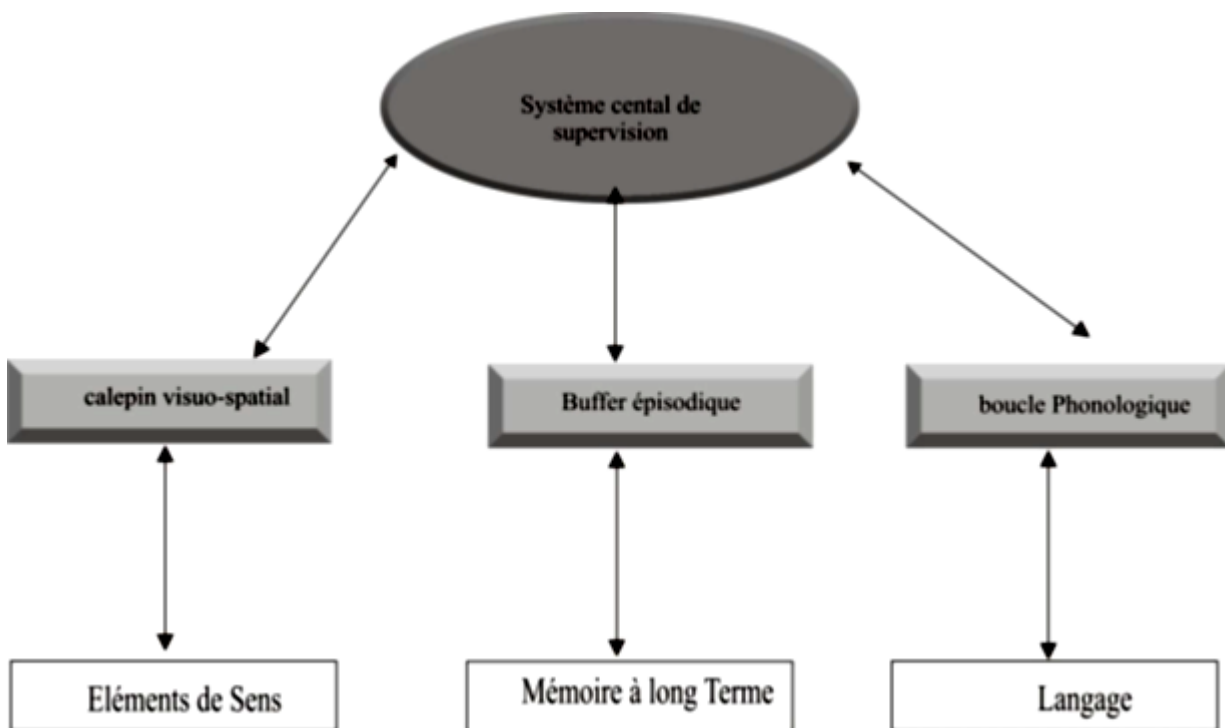 Système cental de
supervision
calepin visuo-spatial
Buffer épisodique
boucle Phonologique
Eléments de Sens
Mémoire à long Terme
Langage